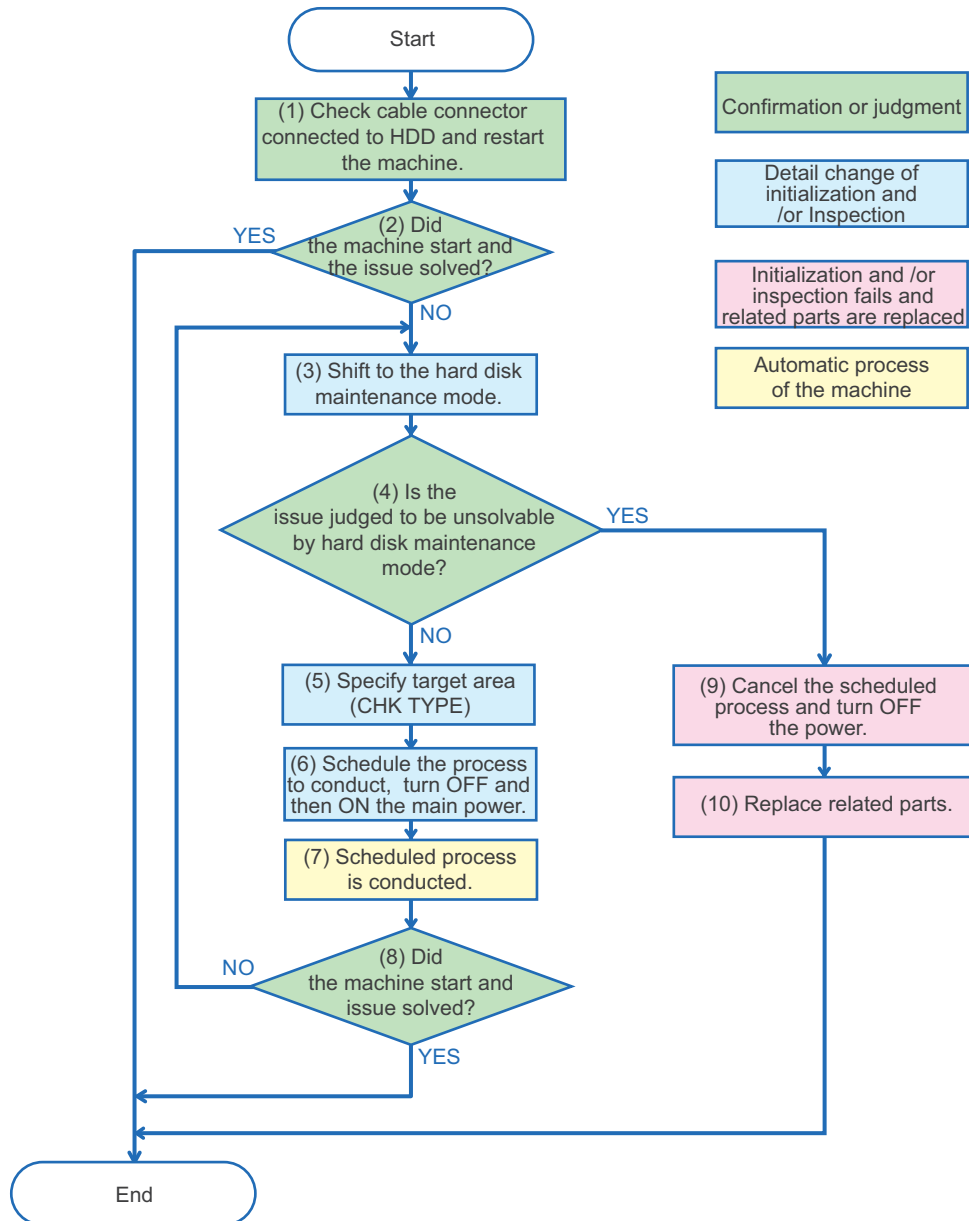 Start
(1) Check cable connector
connected to HDD and restart
the machine.
YES
(2) Did
the machine start and
the issue solved?
NO
(3) Shift to the hard disk
maintenance mode.
(4) Is the
issue judged to be unsolvable
by hard disk maintenance
mode?
YES
NO
(5) Specify target area
(CHK TYPE)
(6) Schedule the process
to conduct, turn OFF and
then ON the main power.
(7) Scheduled process
is conducted.
NO
(8) Did
the machine start and
issue solved?
YES
(9) Cancel the scheduled
process and turn OFF
the power.
(10) Replace related parts.
End
Confirmation or judgment
Detail change of
initialization and
/or Inspection
Initialization and /or
inspection fails and
related parts are replaced
Automatic process
of the machine